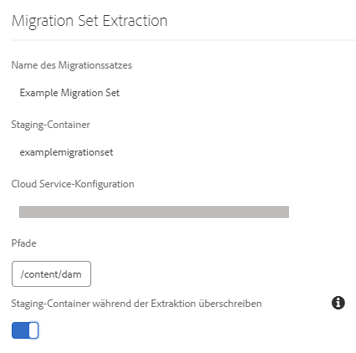 Migration Set Extraction
Name des Migrationssatzes
Example Migration Set
Staging-Container
examplemigrationset
Cloud Service-Konfiguration
Pfade
/content/dam
Staging-Container während der Extraktion überschreiben